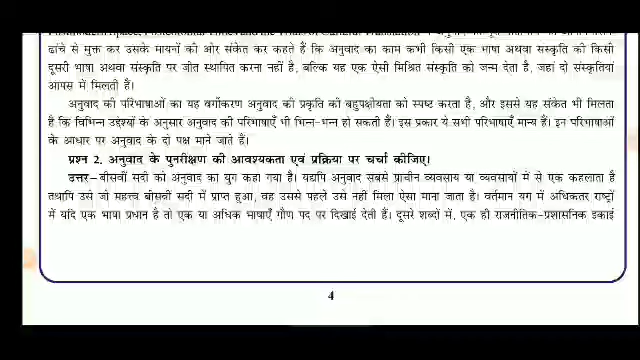 ढांचे से मुक्त कर उसके मायनों की ओर संकेत कर कहते हैं कि अनुवाद का काम कभी किसी एक भाषा अथवा संस्कृति को किसी
दूसरी भाषा अथवा संस्कृति पर जीत स्थापित करना नहीं है, बल्कि यह एक ऐसी मिश्रित संस्कृति को जन्म देता है, जहां दो संस्कृतियां
आपस में मिलती हैं।
अनुवाद की परिभाषाओं का यह वर्गीकरण अनुवाद की प्रकृति की बहुपक्षीयता को स्पष्ट करता है, और इससे यह संकेत भी मिलता
है कि विभिन्न उद्देश्यों के अनुसार अनुवाद की परिभाषाएँ भी भिन्न-भन्न हो सकती हैं। इस प्रकार ये सभी परिभाषाएँ मान्य हैं। इन परिभाषाओं
के आधार पर अनुवाद के दो पक्ष माने जाते हैं।
प्रश्न 2. अनुवाद के पुनरीक्षण की आवश्यकता एवं प्रक्रिया पर चर्चा कीजिए।
उत्तर–बीसवीं सदी को अनुवाद का युग कहा गया है। यद्यपि अनुवाद सबसे प्राचीन व्यवसाय या व्यवसायों में से एक कहलाता है
तथापि उसे जो महत्त्व बीसवीं सदी में प्राप्त हुआ, वह उससे पहले उसे नहीं मिला ऐसा माना जाता है। वर्तमान युग में अधिकतर राष्ट्रों
में यदि एक भाषा प्रधान है तो एक या अधिक भाषाएँ गौण पद पर दिखाई देती हैं। दूसरे शब्दों में, एक ही राजनीतिक-प्रशासनिक इकाई
4